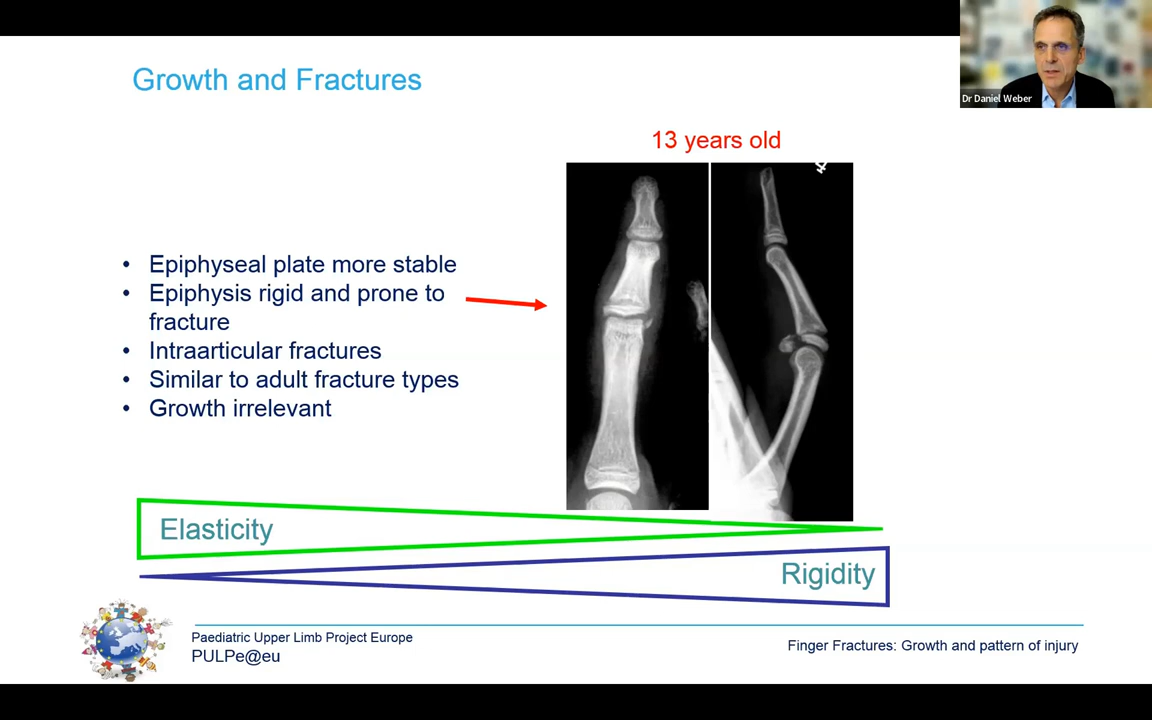 Dr Daniel Weber
Growth and Fractures
13 years old
• Epiphyseal plate more stable
• Epiphysis rigid and prone to
fracture
• Intraarticular fractures
• Similar to adult fracture types
• Growth irrelevant
Elasticity
Rigidity
Paediatric Upper Limb Project Europe
PULPe@eu
Finger Fractures: Growth and pattern of injury